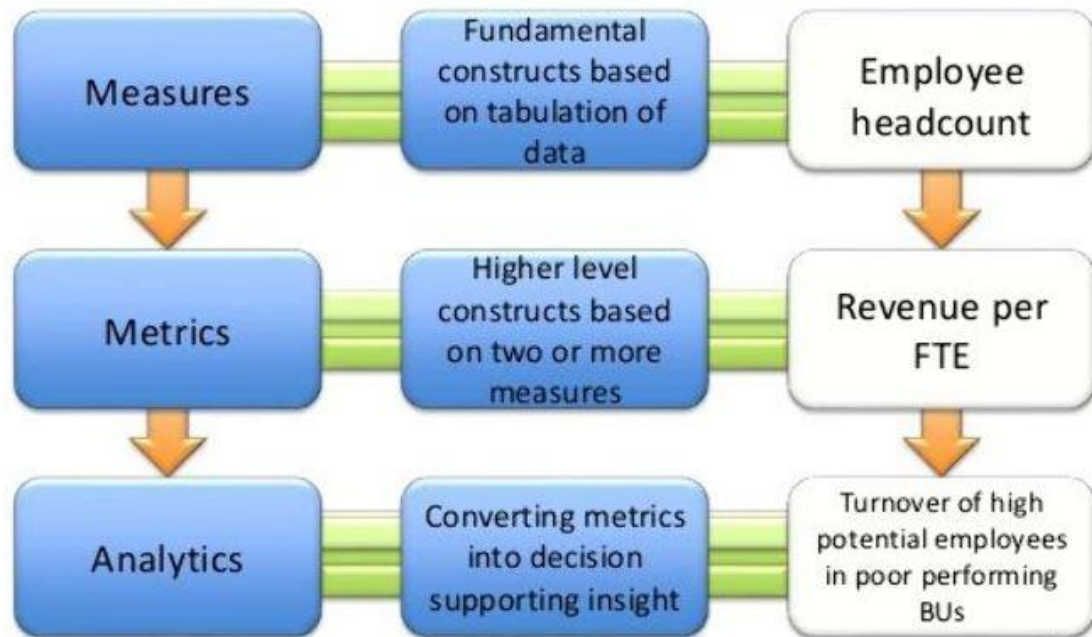 Measures
Fundamental
constructs based
on tabulation of
data
Employee
headcount
Metrics
Higher level
constructs based
on two or more
measures
Revenue per
FTE
Analytics
Converting metrics
into decision
supporting insight
Turnover of high
potential employees
in poor performing
BUs